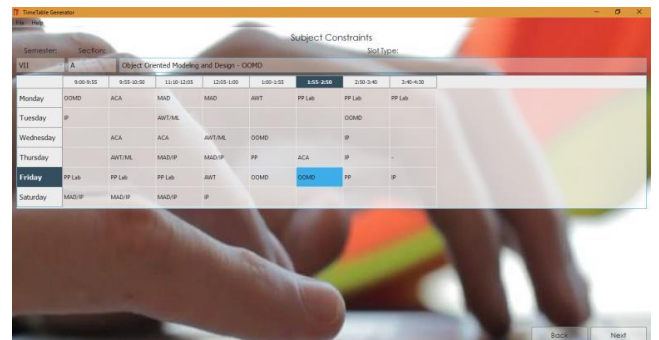 TimeTable Generator
File Help
Subject Constraints
Semester: Section: Slot Type:
VII A Object Oriented Modeling and Design - OOMD
9:00-9:55 9:55-10:50 11:10-12:05 12:05-1:00 1:00-1:55 1:55-2:50 2:50-3:40 3:40-4:30
Monday OOMD ACA MAD MAD AWT PP Lab PP Lab PP Lab
Tuesday IP AWT/ML OOMD
Wednesday ACA ACA AWT/ML OOMD IP
Thursday AWT/ML MAD/IP MAD/IP PP ACA IP -
Friday PP Lab PP Lab PP Lab AWT OOMD OOMD PP IP
Saturday MAD/IP MAD/IP MAD/IP IP
Back Next